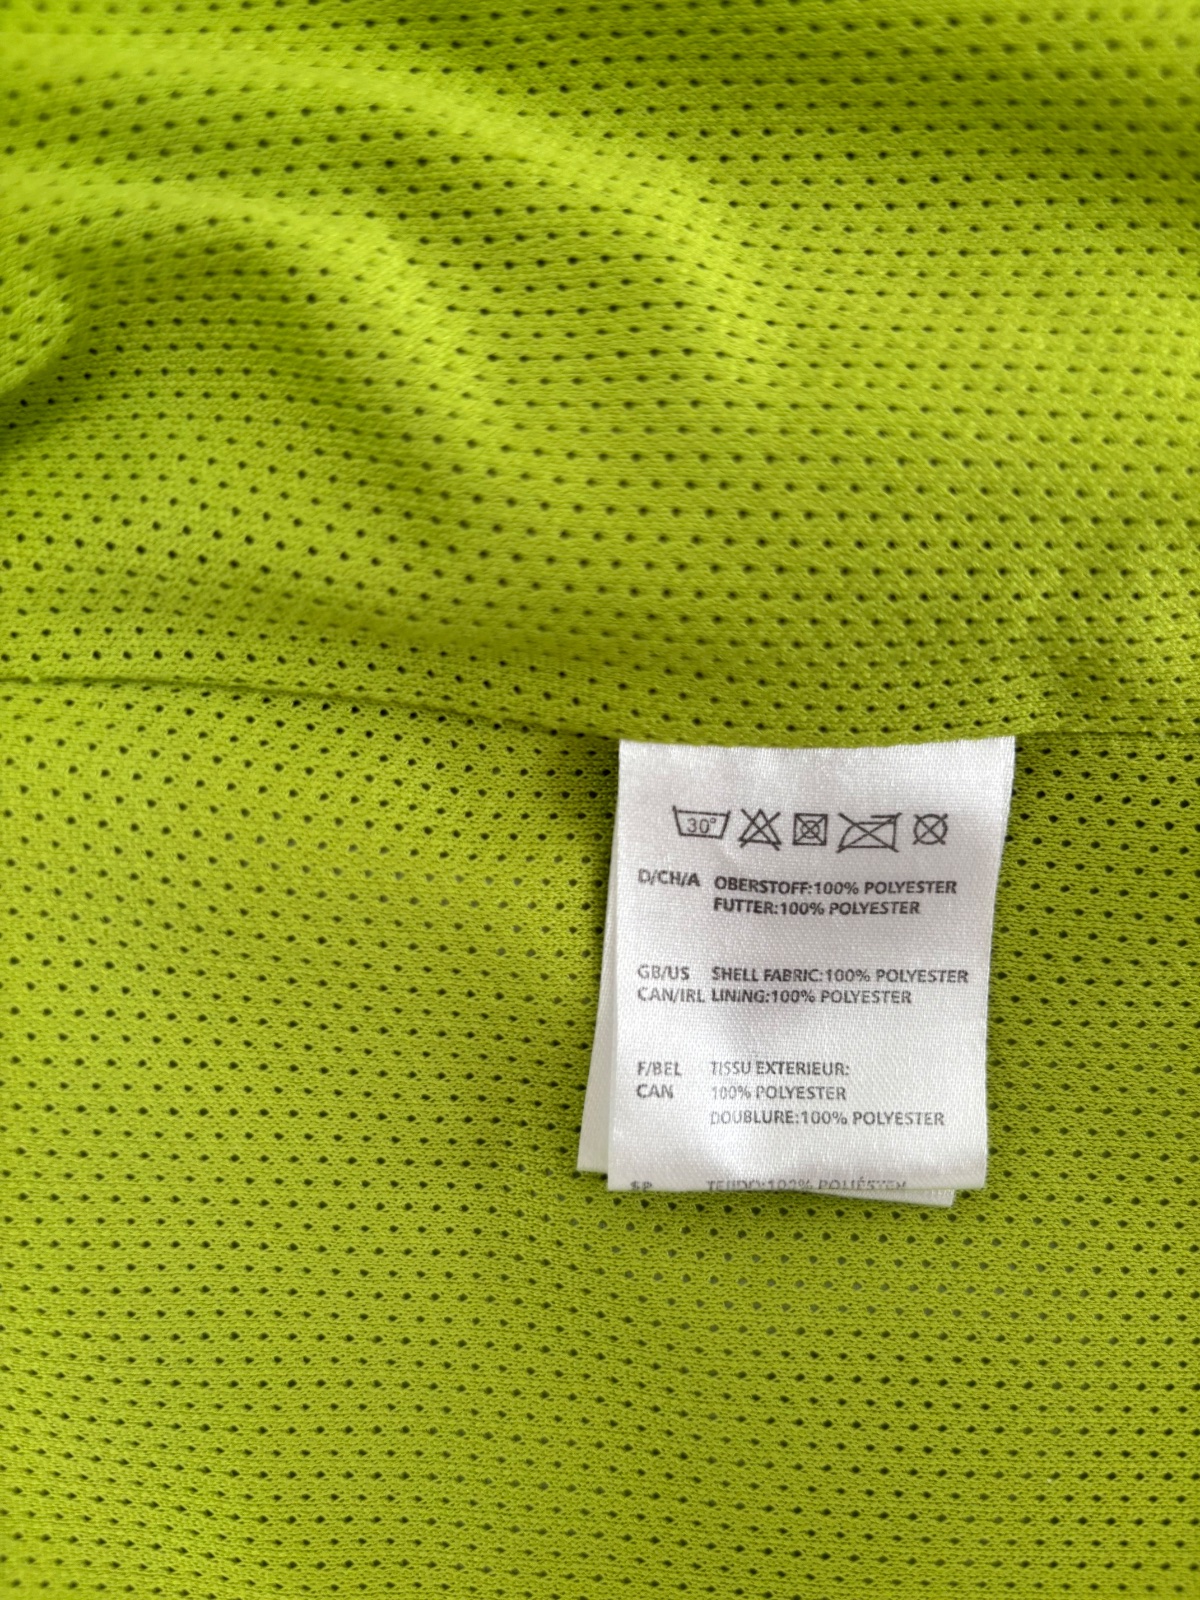 30°
D/CH/A OBERSTOFF:100% POLYESTER
FUTTER:100% POLYESTER
GB/US SHELL FABRIC:100% POLYESTER
CAN/IRL LINING:100% POLYESTER
F/BEL TISSU EXTERIEUR:
CAN 100% POLYESTER
DOUBLURE:100% POLYESTER